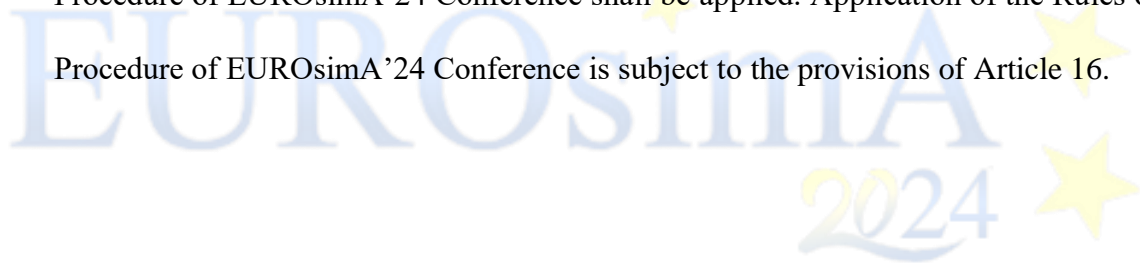 Procedure of EUROsimA'24 Conference shall be applied. Application of the Rules
Procedure of EUROsimA’24 Conference is subject to the provisions of Article 16.
EUROsimA
2024